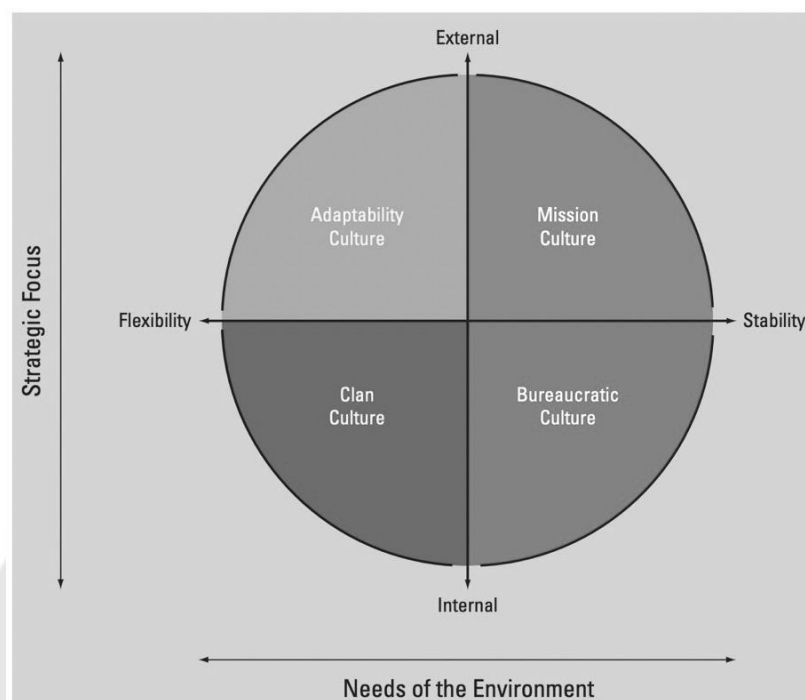 External
Adaptability
Culture
Mission
Culture
Strategic Focus
Flexibility
Stability
Clan
Culture
Bureaucratic
Culture
Internal
Needs of the Environment